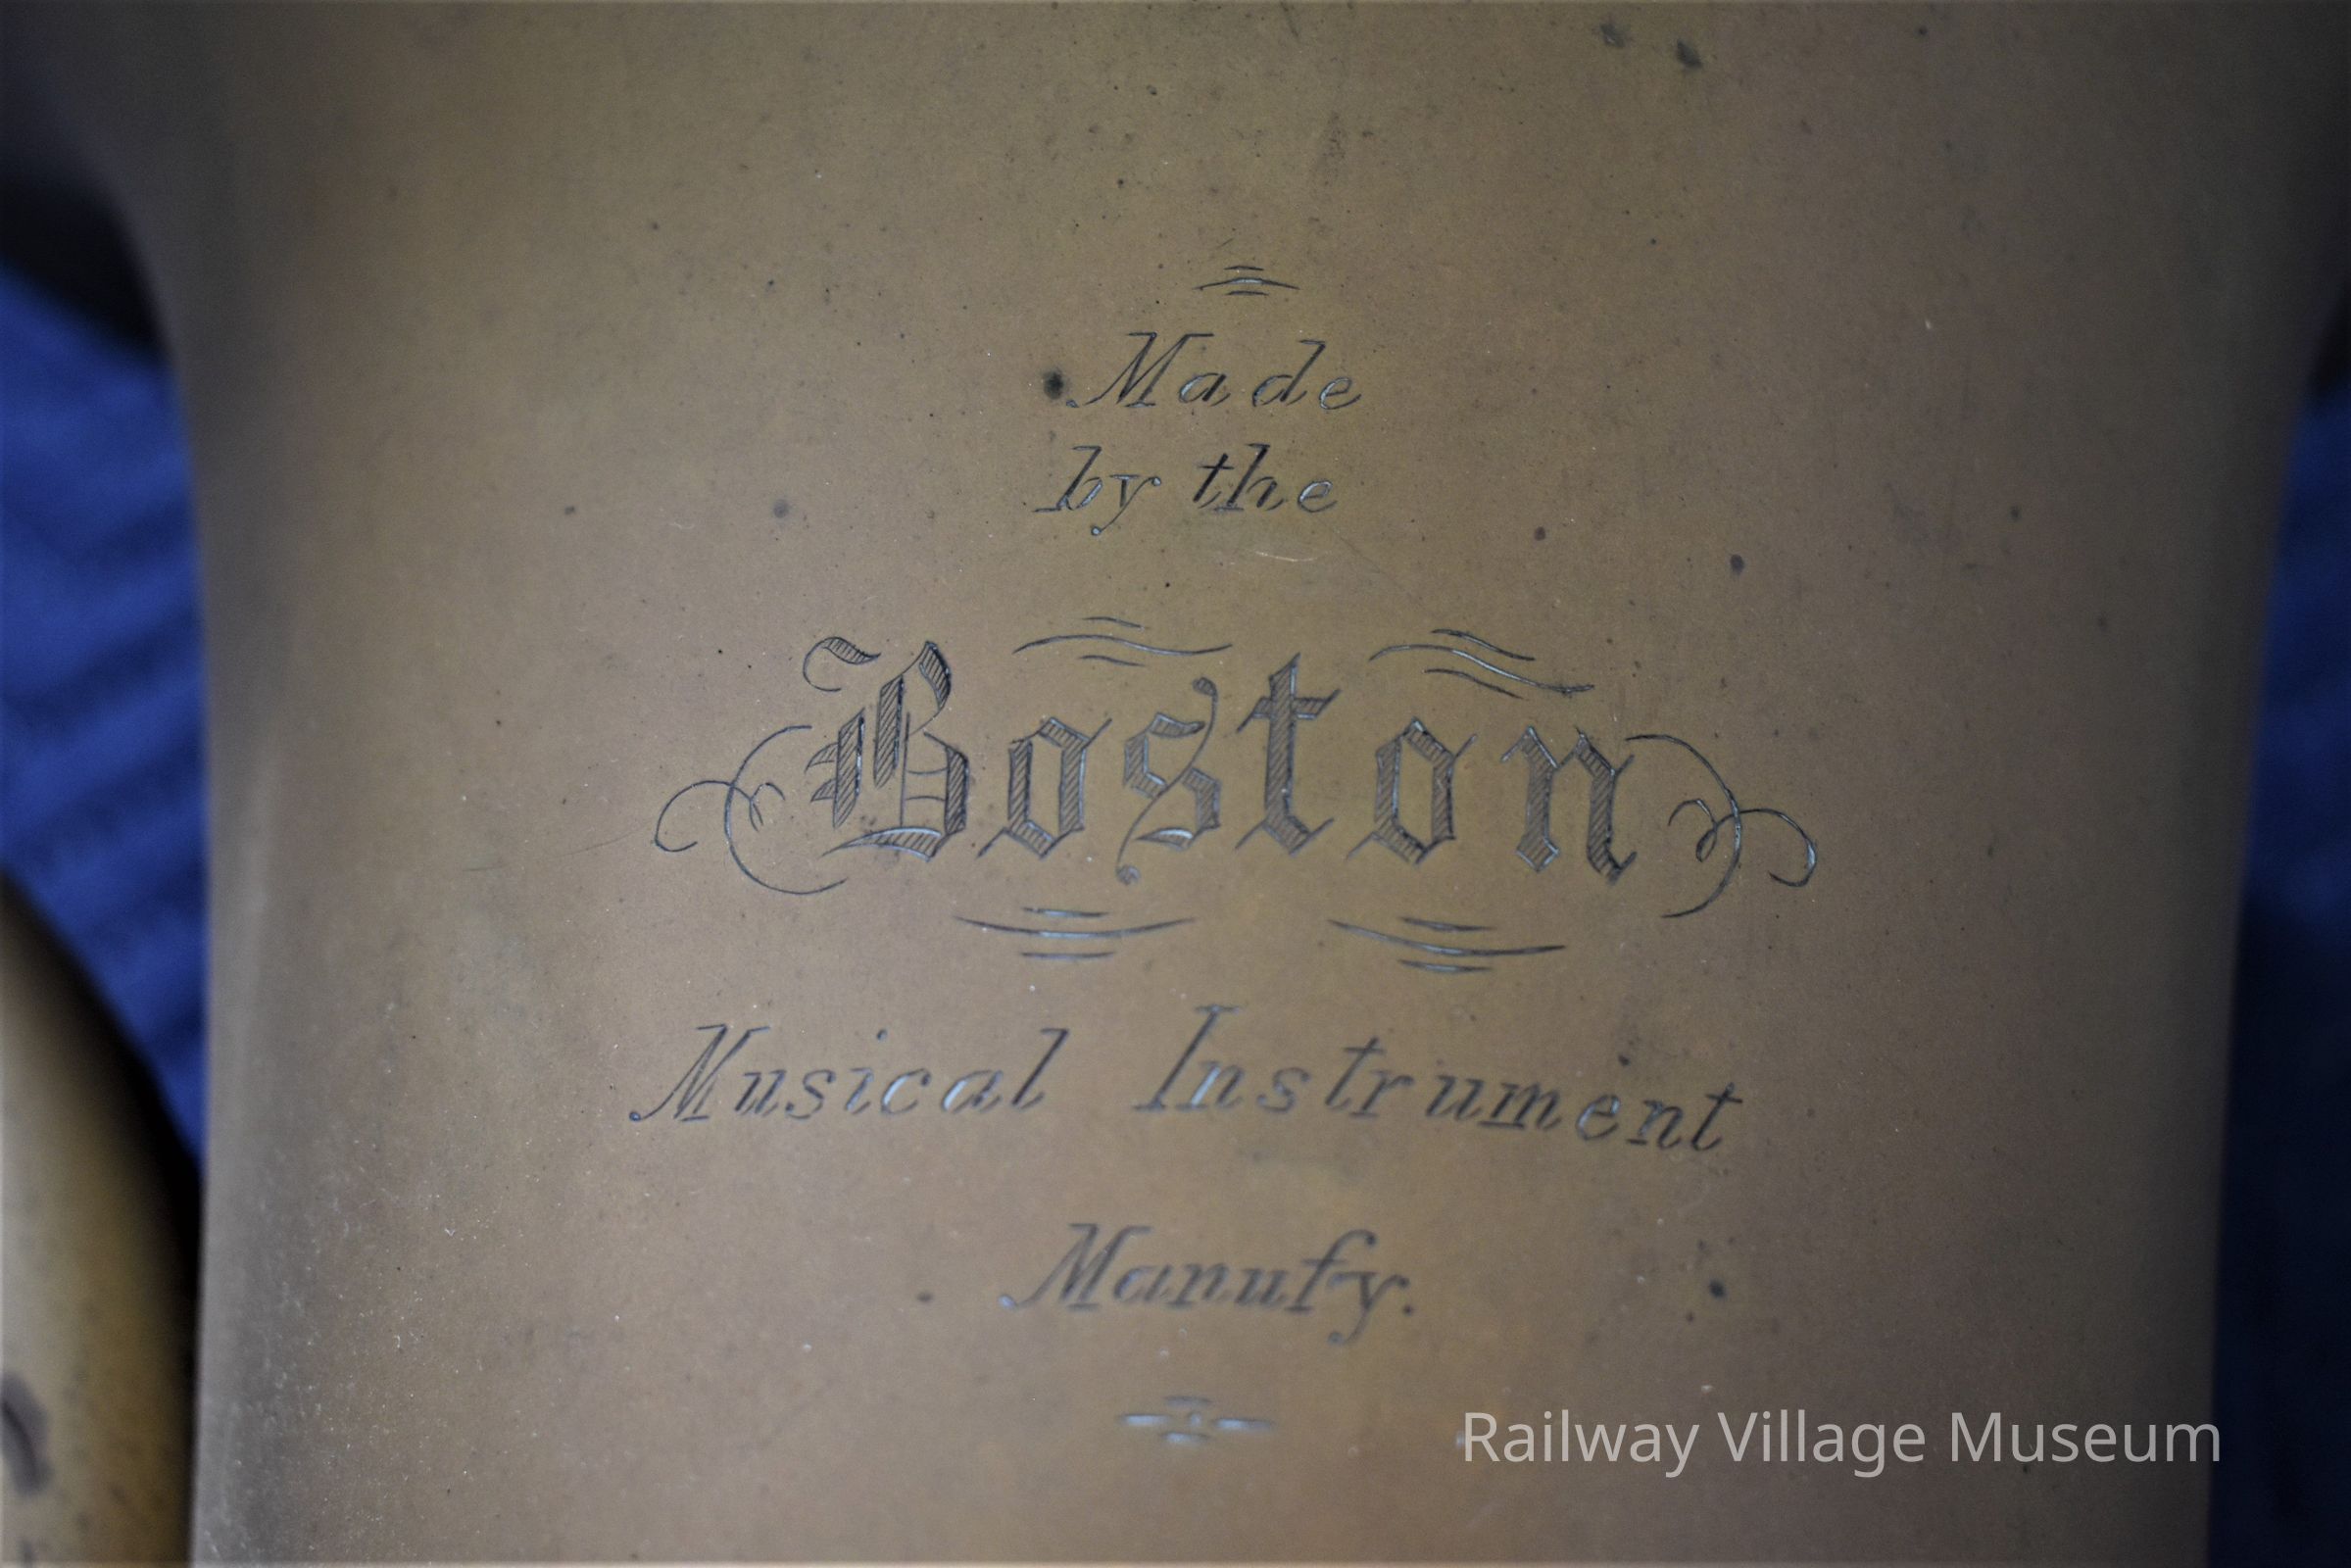 Made
by the
Boston
Musical Instrument
Manufy.
Railway Village Museum